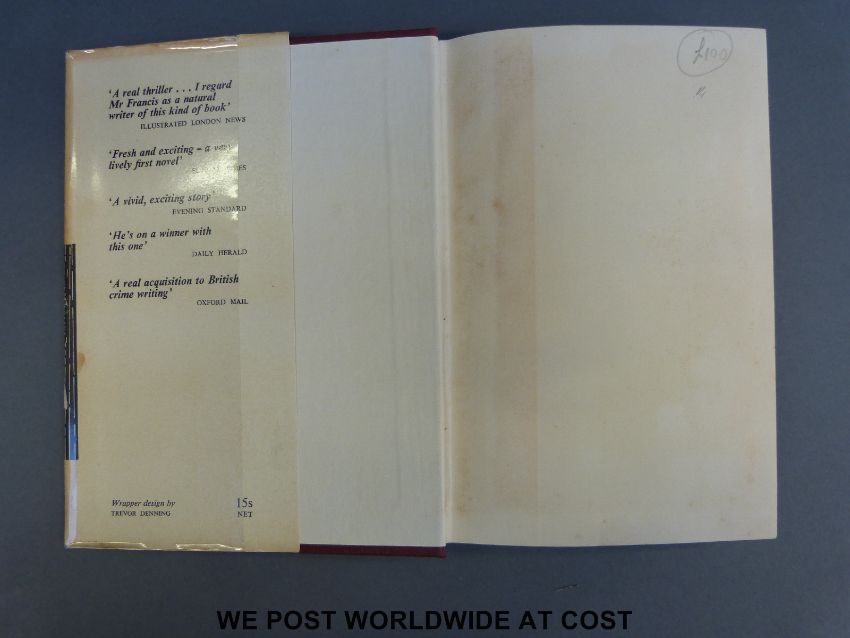 'A real thriller . . . I regard
Mr Francis as a natural
writer of this kind of book'
ILLUSTRATED LONDON NEWS
'Fresh and exciting – a very
lively first novel'
'A vivid, exciting story'
EVENING STANDARD
'He's on a winner with
this one'
DAILY HERALD
'A real acquisition to British
crime writing'
OXFORD MAIL
Wrapper design by
TREVOR DENNING
15s
NET
£100
WE POST WORLDWIDE AT COST